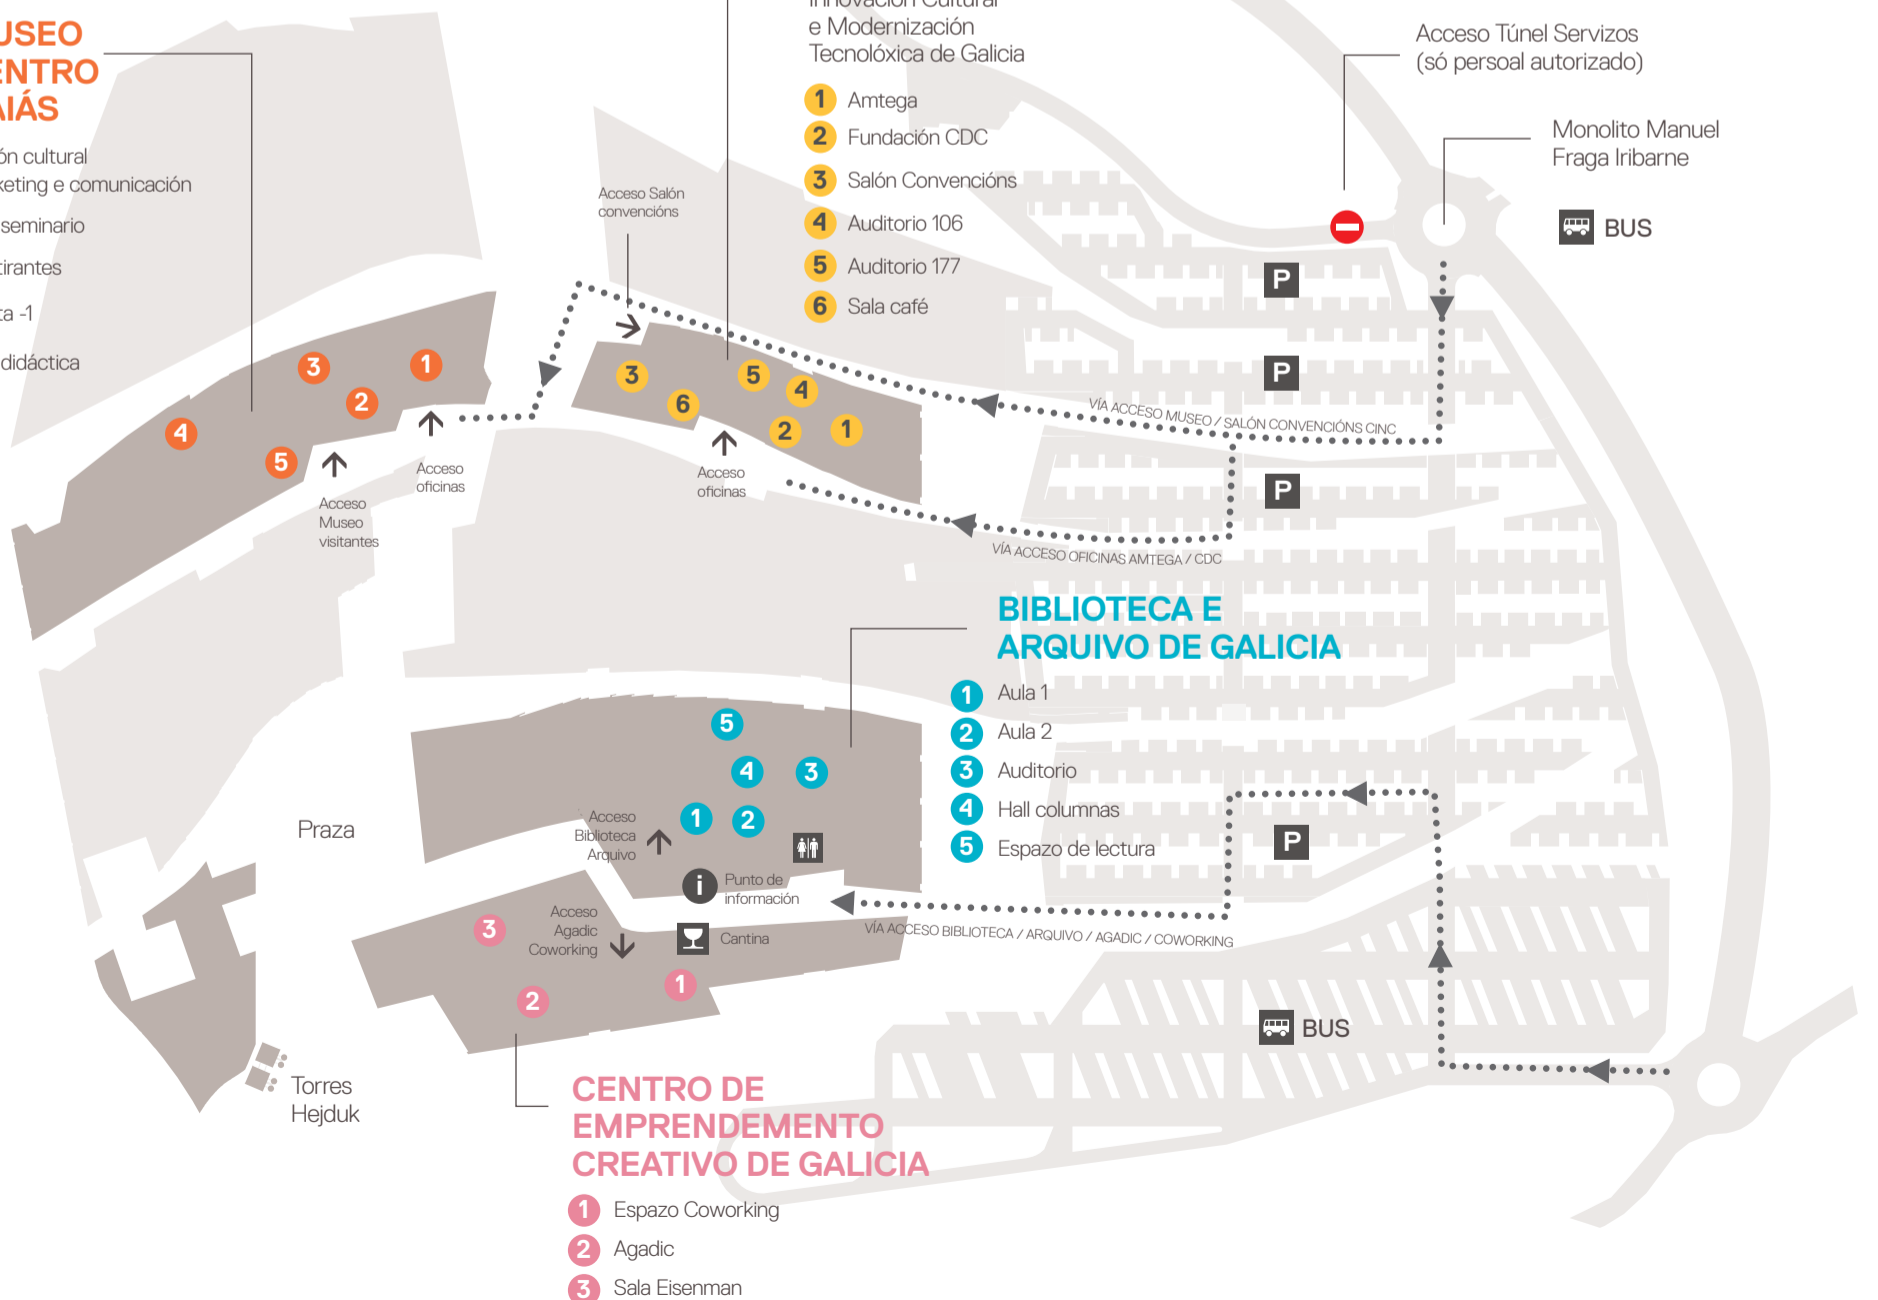 Innovación Cultural
e Modernización
Tecnolóxica de Galicia
1 Amtega
2 Fundación CDC
3 Salón Convencións
4 Auditorio 106
5 Auditorio 177
6 Sala café
Acceso Túnel Servizos
(só persoal autorizado)
Monolito Manuel
Fraga Iribarne
BUS
keting e comunicación
cultural
seminario
-1
didáctica
Acceso Salón
convencións
3
1
2
4
5
3
5
4
6
2
1
P
P
P
VÍA ACCESO MUSEO / SALÓN CONVENCIÓNS CINC
Acceso
oficinas
Acceso
oficinas
Acceso
Museo
visitantes
VÍA ACCESO OFICINAS AMTEGA / CDC
BIBLIOTECA E
ARQUIVO DE GALICIA
1 Aula 1
2 Aula 2
3 Auditorio
4 Hall columnas
5 Espazo de lectura
5
4
3
1
2
Acceso
Biblioteca
Arquivo
Praza
P
i Punto de
información
VÍA ACCESO BIBLIOTECA / ARQUIVO / AGADIC / COWORKING
Acceso
Agadic
Coworking
Cantina
3
1
2
BUS
Torres
Hejduk
CENTRO DE
EMPRENDEMENTO
CREATIVO DE GALICIA
1 Espazo Coworking
2 Agadic
3 Sala Eisenman